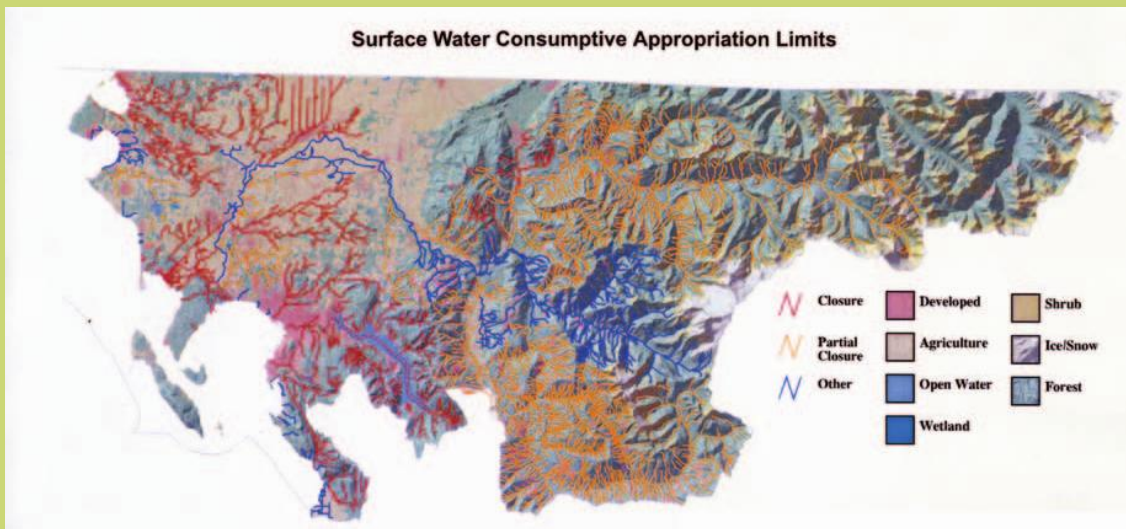 Surface Water Consumptive Appropriation Limits
Closure
Partial
Closure
Other
Developed
Agriculture
Open Water
Wetland
Shrub
Ice/Snow
Forest